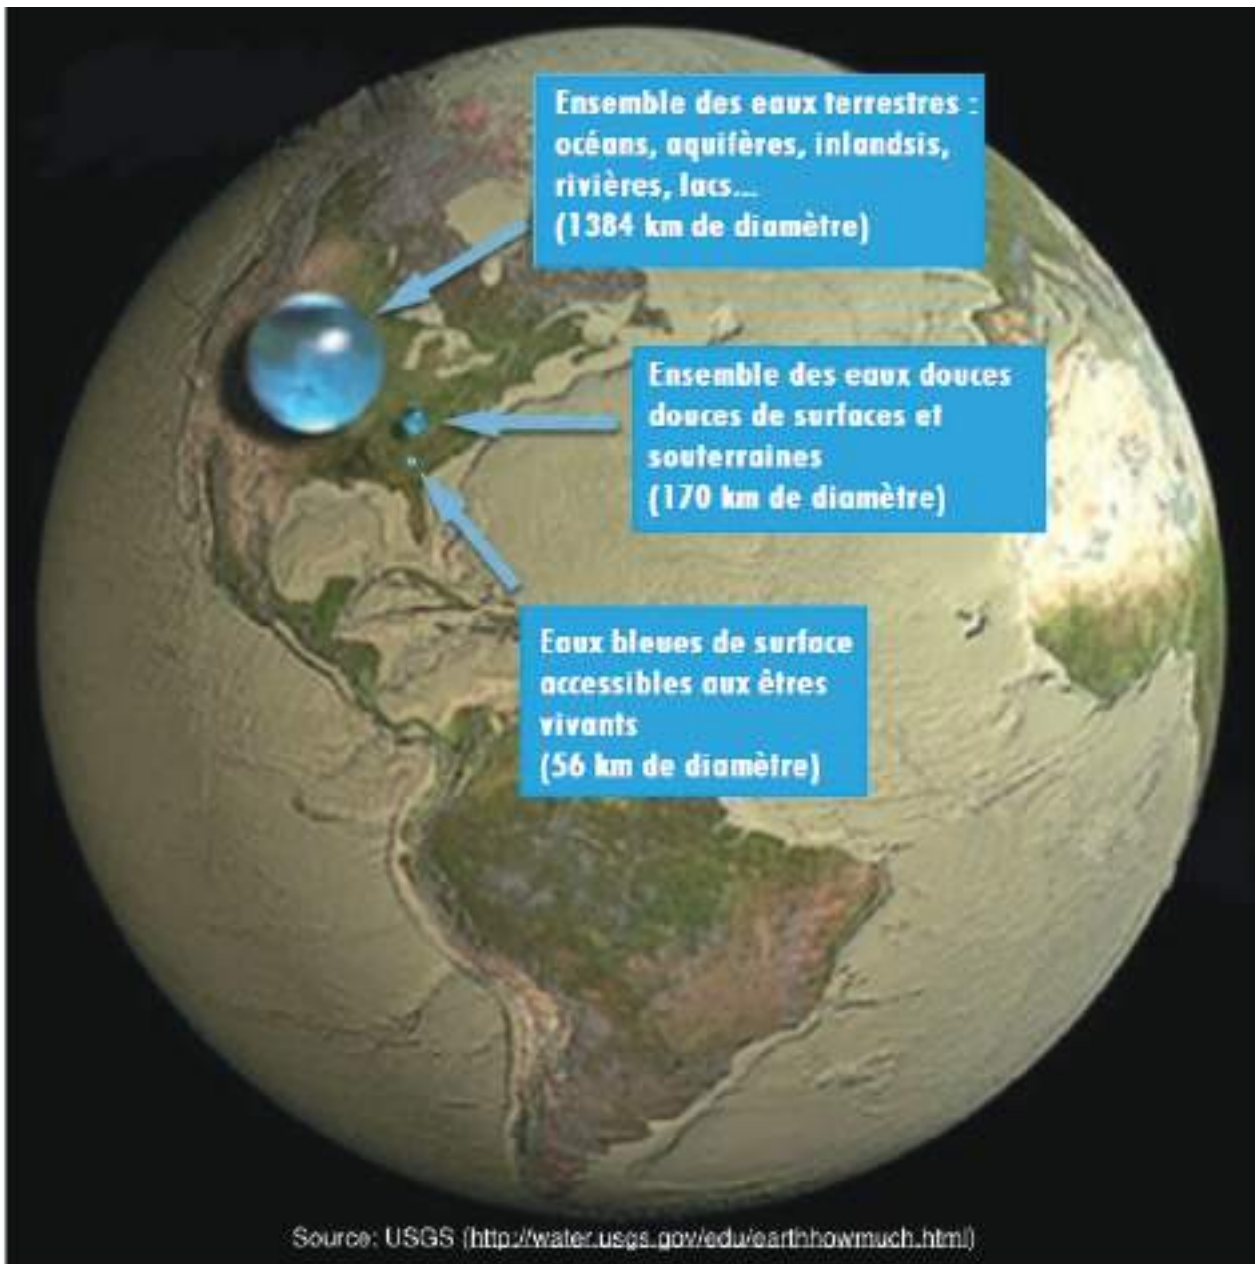 Ensemble des eaux terrestres :
océans, aquifères, inlandsis,
rivières, lacs...
(1384 km de diamètre)
Ensemble des eaux douces
douces de surfaces et
souterraines
(170 km de diamètre)
Eaux bleues de surface
accessibles aux êtres
vivants
(56 km de diamètre)
Source: USGS (http://water.usgs.gov/edu/earthhowmuch.html)